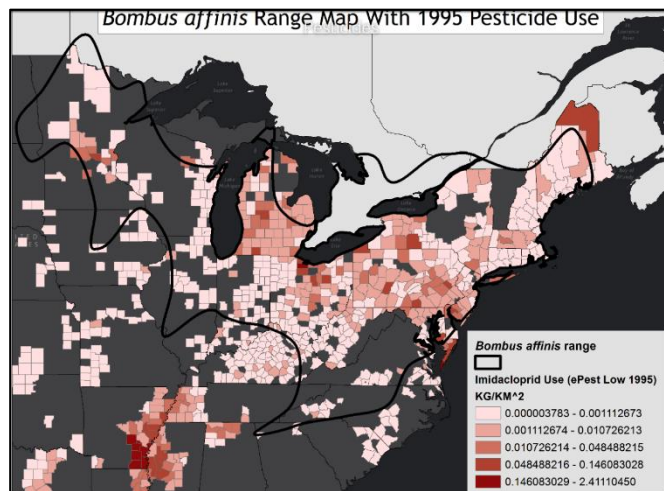 Bombus affinis Range Map With 1995 Pesticide Use
Bombus affinis range
Imidacloprid Use (ePest Low 1995)
KG/KM^2
0.000003783 - 0.001112673
0.001112674 - 0.010726213
0.010726214 - 0.048488215
0.048488216 - 0.146083028
0.146083029 - 2.41110450